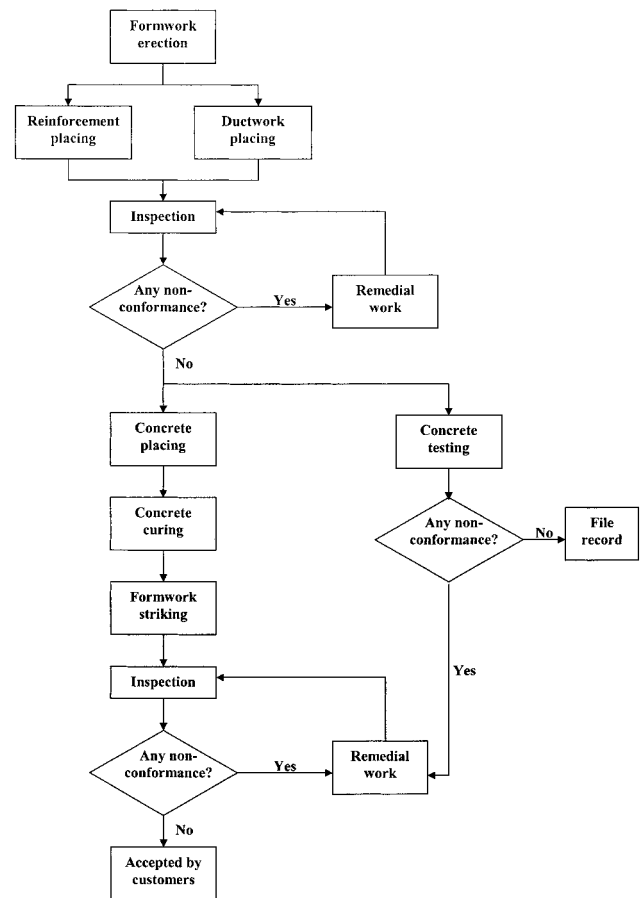 Formwork
erection
Reinforcement
placing
Ductwork
placing
Inspection
Any non-
conformance?
Yes
Remedial
work
No
Concrete
placing
Concrete
testing
Concrete
curing
Any non-
conformance?
No
File
record
Formwork
striking
Yes
Inspection
Any non-
conformance?
Yes
Remedial
work
No
Accepted by
customers